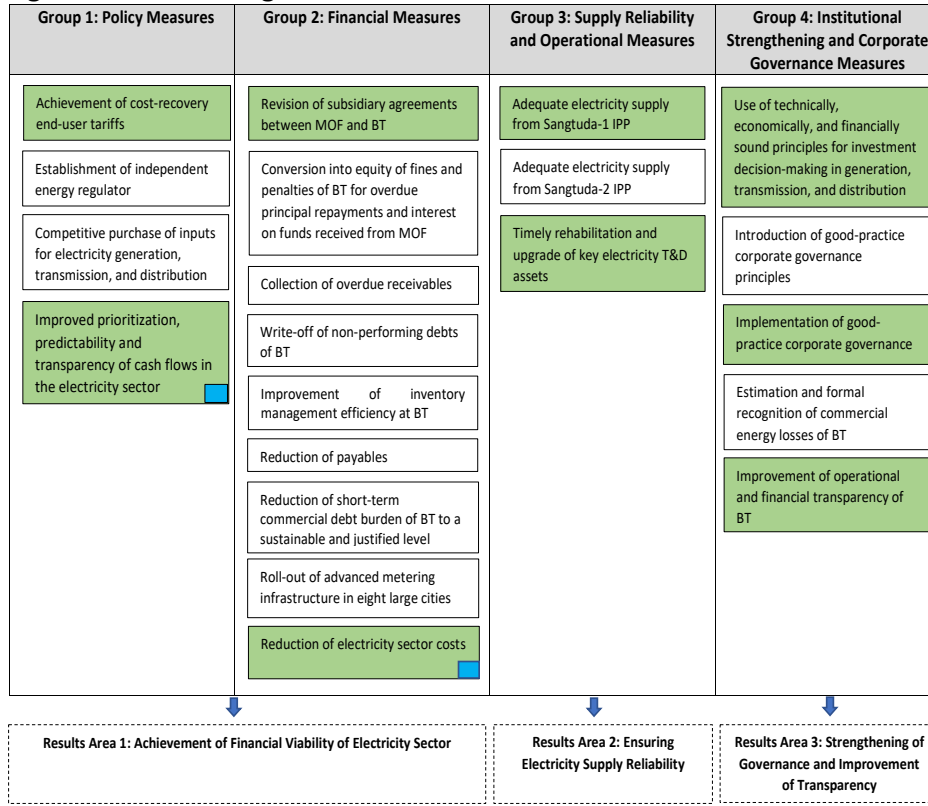 Group 1: Policy Measures
Group 2: Financial Measures
Group 3: Supply Reliability
and Operational Measures
Group 4: Institutional
Strengthening and Corporate
Governance Measures
Achievement of cost-recovery
end-user tariffs
Establishment of independent
energy regulator
Competitive purchase of inputs
for electricity generation,
transmission, and distribution
Improved prioritization,
predictability and
transparency of cash flows in
the electricity sector
Revision of subsidiary agreements
between MOF and BT
Conversion into equity of fines and
penalties of BT for overdue
principal repayments and interest
on funds received from MOF
Collection of overdue receivables
Write-off of non-performing debts
of BT
Improvement of inventory
management efficiency at BT
Reduction of payables
Reduction of short-term
commercial debt burden of BT to a
sustainable and justified level
Roll-out of advanced metering
infrastructure in eight large cities
Reduction of electricity sector costs
Adequate electricity supply
from Sangtuda-1 IPP
Adequate electricity supply
from Sangtuda-2 IPP
Timely rehabilitation and
upgrade of key electricity T&D
assets
Use of technically,
economically, and financially
sound principles for investment
decision-making in generation,
transmission, and distribution
Introduction of good-practice
corporate governance
principles
Implementation of good-
practice corporate governance
Estimation and formal
recognition of commercial
energy losses of BT
Improvement of operational
and financial transparency of
BT
Results Area 1: Achievement of Financial Viability of Electricity Sector
Results Area 2: Ensuring
Electricity Supply Reliability
Results Area 3: Strengthening of
Governance and Improvement
of Transparency